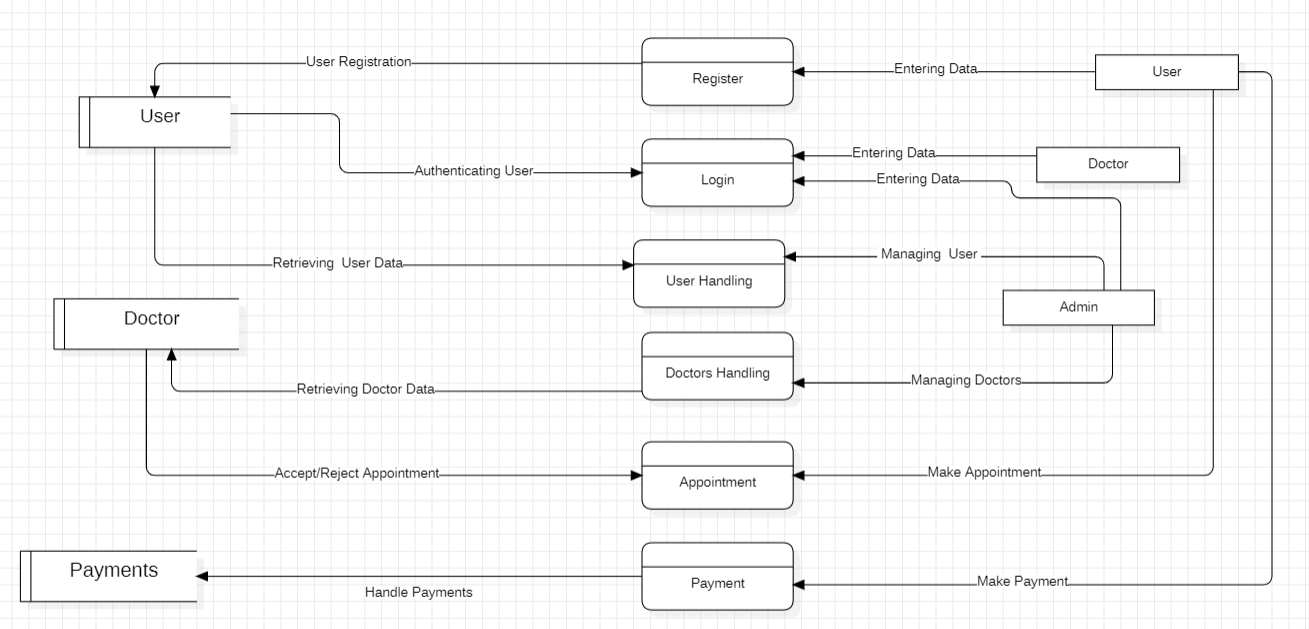 User Registration
Register
Entering Data
User
User
Authenticating User
Login
Entering Data
Doctor
Entering Data
Retrieving  User Data
User Handling
Managing  User
Admin
Doctor
Retrieving Doctor Data
Doctors Handling
Managing Doctors
Accept/Reject Appointment
Appointment
Make Appointment
Payments
Handle Payments
Payment
Make Payment